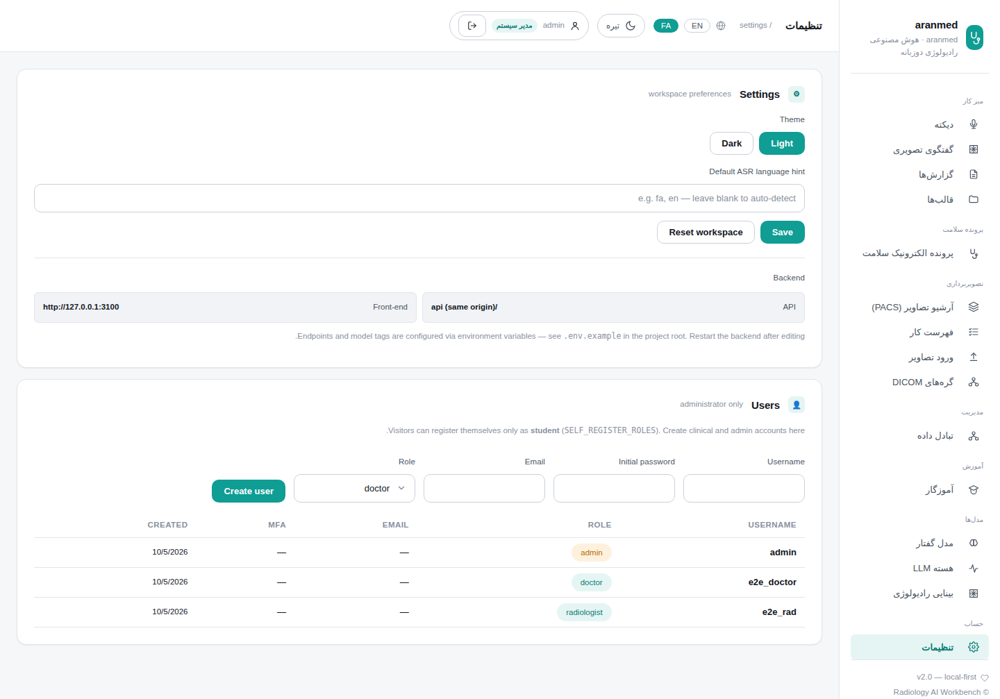 تنظیمات
settings /
EN
FA
تیره
admin
مدیر سیستم
aranmed
aranmed · هوش مصنوعی
رادیولوژی دوزبانه
میز کار
دیکته
گفتگوی تصویری
گزارش‌ها
قالب‌ها
پرونده سلامت
پرونده الکترونیک سلامت
تصویربرداری
آرشیو تصاویر (PACS)
فهرست کار
ورود تصاویر
گره‌های DICOM
مدیریت
تبادل داده
آموزش
آموزگار
مدل‌ها
مدل گفتار
هسته LLM
بینایی رادیولوژی
حساب
تنظیمات
v2.0 — local-first
Radiology AI Workbench ©
Settings
workspace preferences
Theme
Light
Dark
Default ASR language hint
e.g. fa, en — leave blank to auto-detect
Save
Reset workspace
Backend
API
api (same origin)/
Front-end
http://127.0.0.1:3100
.Endpoints and model tags are configured via environment variables — see .env.example in the project root. Restart the backend after editing
Users
administrator only
.Visitors can register themselves only as student (SELF_REGISTER_ROLES). Create clinical and admin accounts here
Username
Initial password
Email
Role
doctor
Create user
USERNAME ROLE EMAIL MFA CREATED
admin admin — — 10/5/2026
e2e_doctor doctor — — 10/5/2026
e2e_rad radiologist — — 10/5/2026